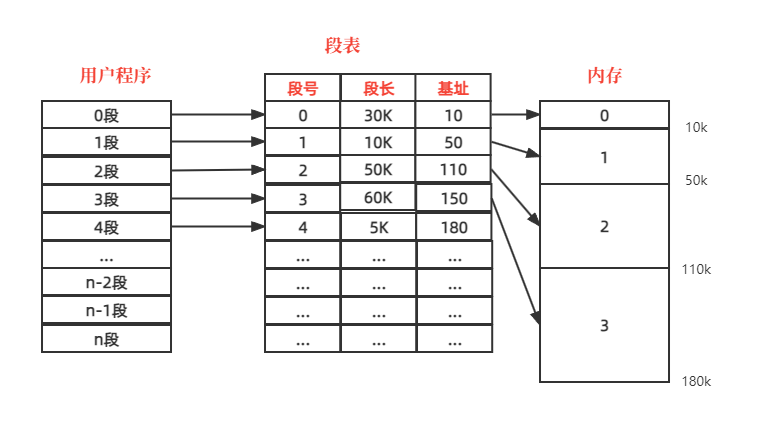 段表
用户程序
内存
段号 段长 基址
0段 0 30K 10 0
10k
1段 1 10K 50 1
2段 2 50K 110
50k
3段 3 60K 150
4段 4 5K 180 2
... ... ... ...
110k
n-2段 ... ... ...
n-1段 ... ... ... 3
n段 ... ... ...
180k